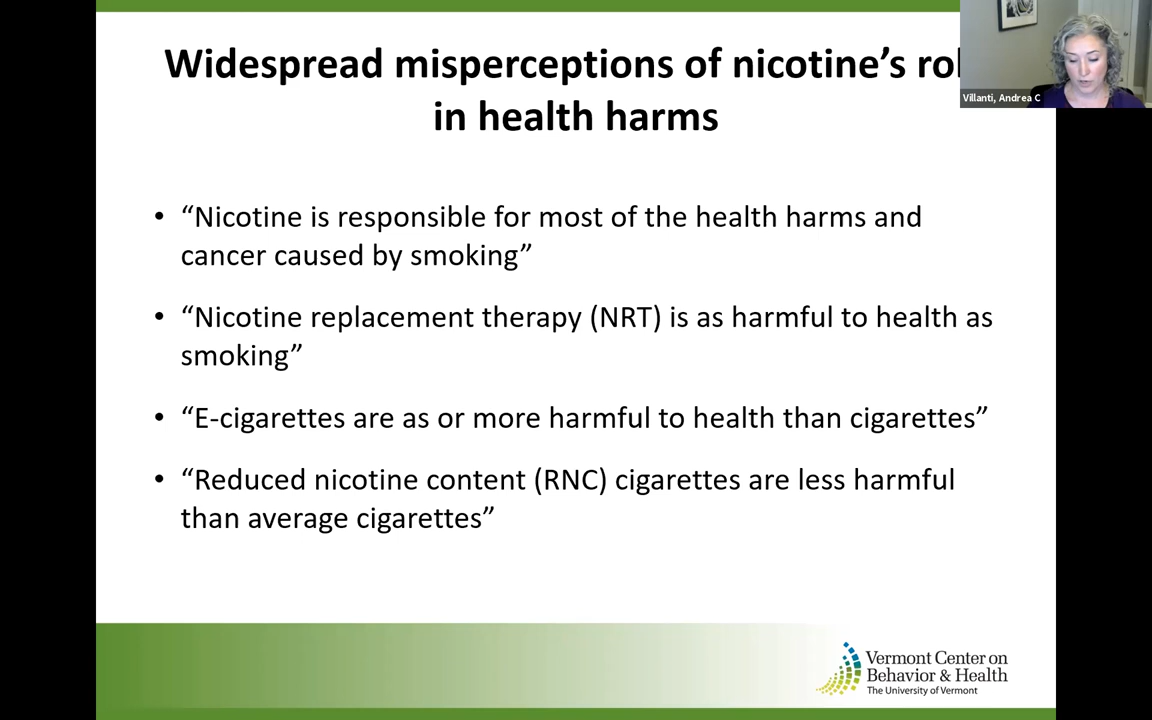 Widespread misperceptions of nicotine's rol
in health harms
Villanti, Andrea C
• “Nicotine is responsible for most of the health harms and
cancer caused by smoking”
• “Nicotine replacement therapy (NRT) is as harmful to health as
smoking”
• “E-cigarettes are as or more harmful to health than cigarettes”
• “Reduced nicotine content (RNC) cigarettes are less harmful
than average cigarettes”
Vermont Center on
Behavior & Health
The University of Vermont